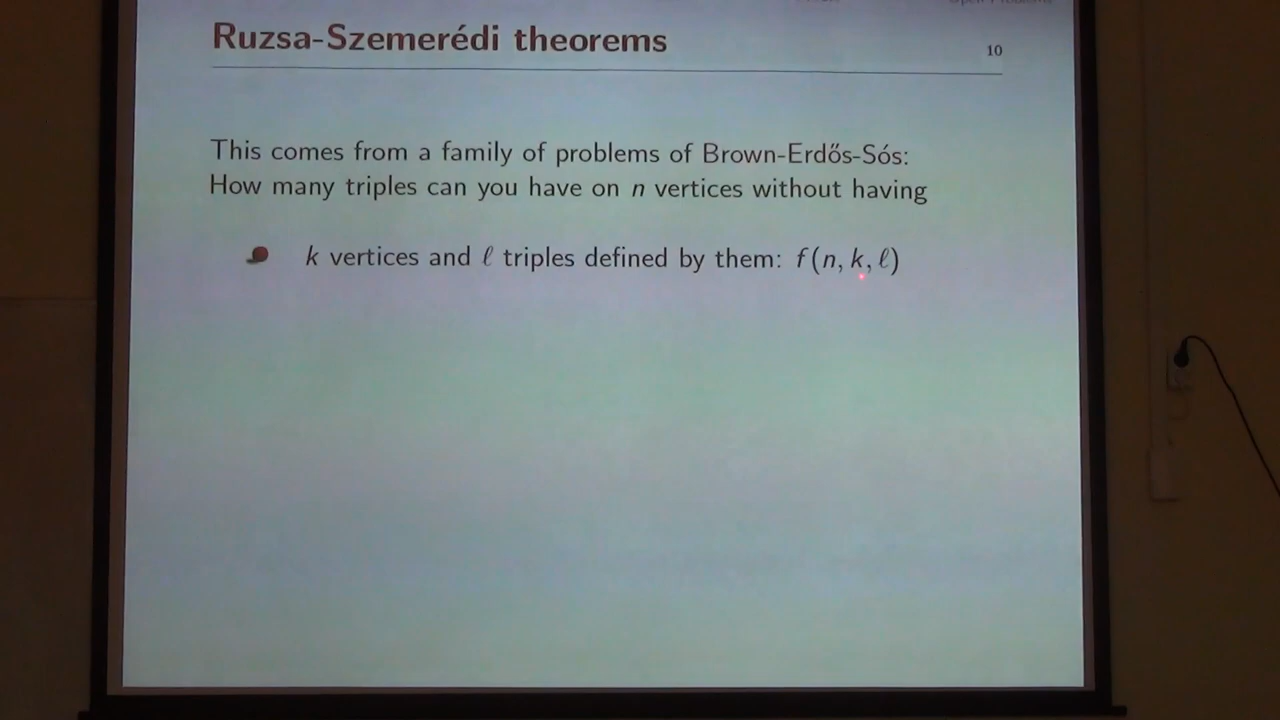 Ruzsa-Szemerédi theorems
10
This comes from a family of problems of Brown-Erdős-Sós:
How many triples can you have on n vertices without having
k vertices and ℓ triples defined by them: f(n, k, ℓ)